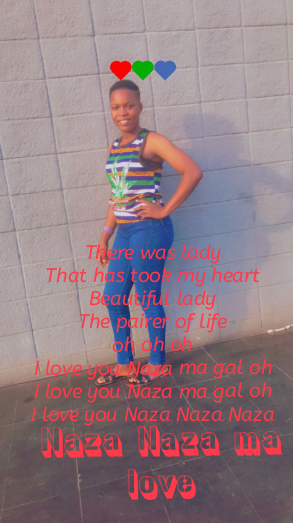 There was lady
That has took my heart
Beautiful lady
The pairer of life
oh ah oh
I love you Naza ma gal oh
I love you Naza ma gal oh
I love you Naza Naza Naza
Naza Naza ma
love